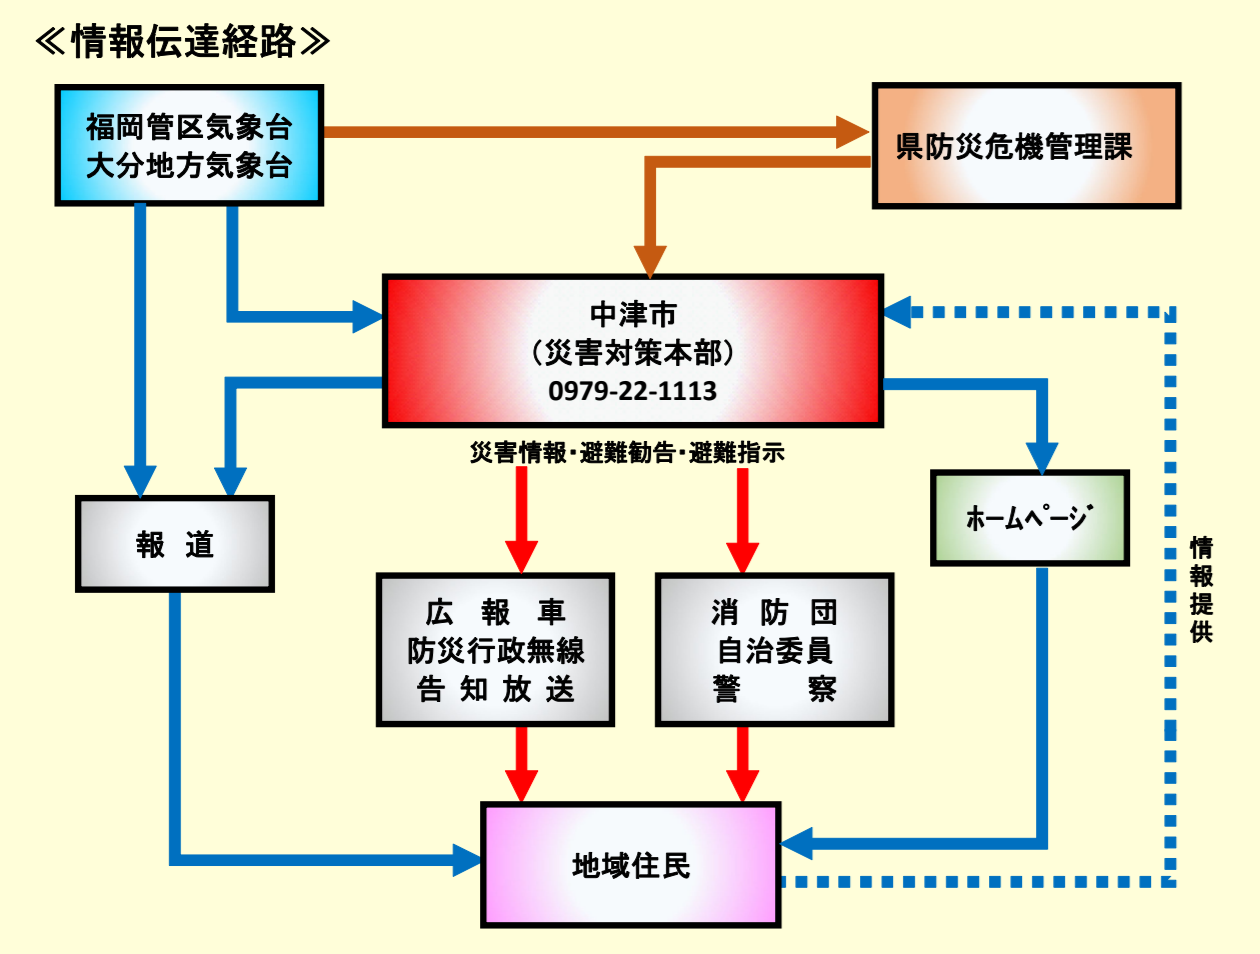 ≪情報伝達経路≫
福岡管区気象台
大分地方気象台
県防災危機管理課
中津市
（災害対策本部）
0979-22-1113
災害情報・避難勧告・避難指示
報 道
ﾎｰﾑﾍﾟｰｼﾞ
広 報 車
防災行政無線
告 知 放 送
消 防 団
自治委員
警 察
情報提供
地域住民